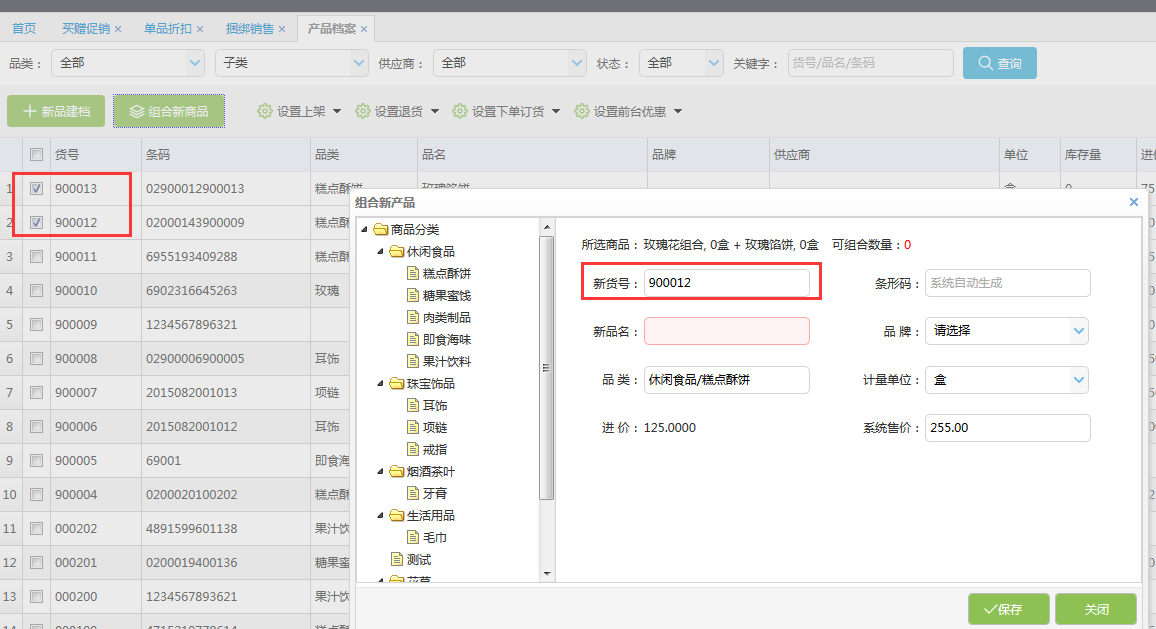 首页 买赠促销 × 单品折扣 × 捆绑销售 × 产品档案 ×
品类： 全部 子类 供应商： 全部 状态： 全部 关键字： 货号/品名/条码 查询
新品建档 组合新商品 设置上架 设置退货 设置下单订货 设置前台优惠
货号 条码 品类 品名 品牌 供应商 单位 库存量
1 900013 02900012900013 糕点酥饼 玫瑰馅饼 盒 0
2 900012 02000143900009 糕点酥
3 900011 6955193409288 糕点酥
4 900010 6902316645263 玫瑰
5 900009 1234567896321
6 900008 02900006900005 耳饰
7 900007 2015082001013 项链
8 900006 2015082001012 耳饰
9 900005 69001 即食海
10 900004 0200020100202 糕点酥
11 000202 4891599601138 果汁饮
12 000201 0200019400136 糖果蜜
13 000200 1234567893621 果汁饮
组合新产品 ×
商品分类
休闲食品
糕点酥饼
糖果蜜饯
肉类制品
即食海味
果汁饮料
珠宝饰品
耳饰
项链
戒指
烟酒茶叶
牙膏
生活用品
毛巾
测试
所选商品：玫瑰花组合, 0盒 + 玫瑰馅饼, 0盒 可组合数量：0
新货号： 900012 条形码： 系统自动生成
新品名： 品 牌： 请选择
品 类： 休闲食品/糕点酥饼 计量单位： 盒
进 价： 125.0000 系统售价： 255.00
保存 关闭